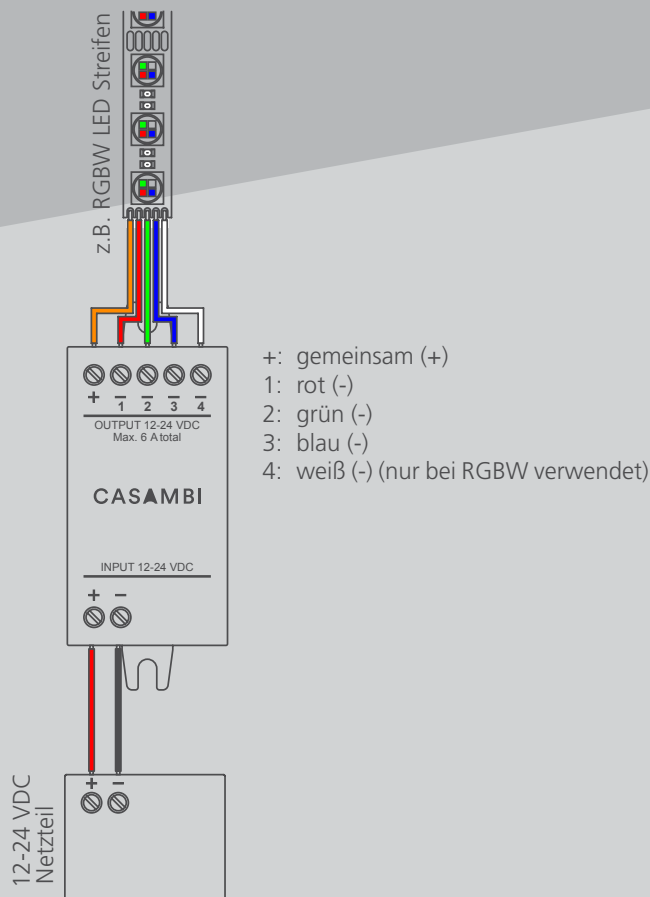 z.B. RGBW LED Streifen
+ − − − −
1 2 3 4
OUTPUT 12-24 VDC
Max. 6 A total
CASAMBI
INPUT 12-24 VDC
+ −
+: gemeinsam (+)
1: rot (-)
2: grün (-)
3: blau (-)
4: weiß (-) (nur bei RGBW verwendet)
12-24 VDC
Netzteil
+ −